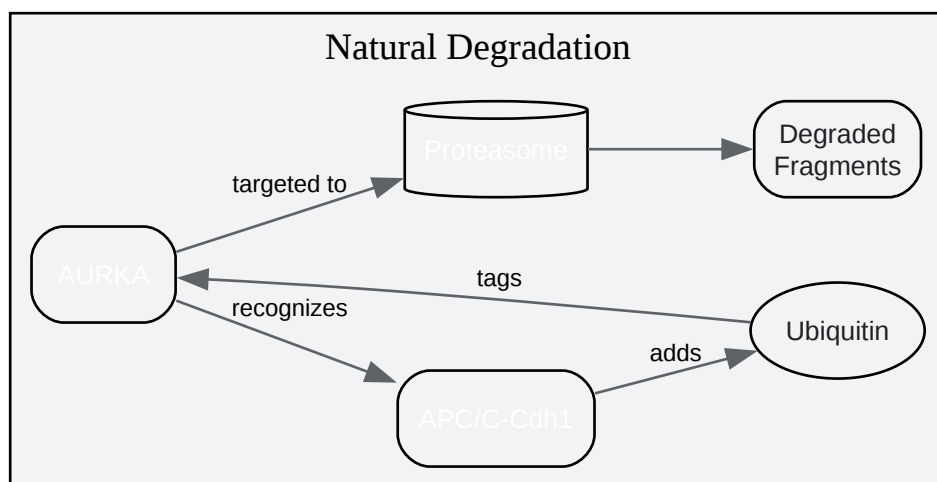 Natural Degradation
Proteasome
Degraded
Fragments
targeted to
AURKA
tags
recognizes
Ubiquitin
adds
APC/C-Cdh1